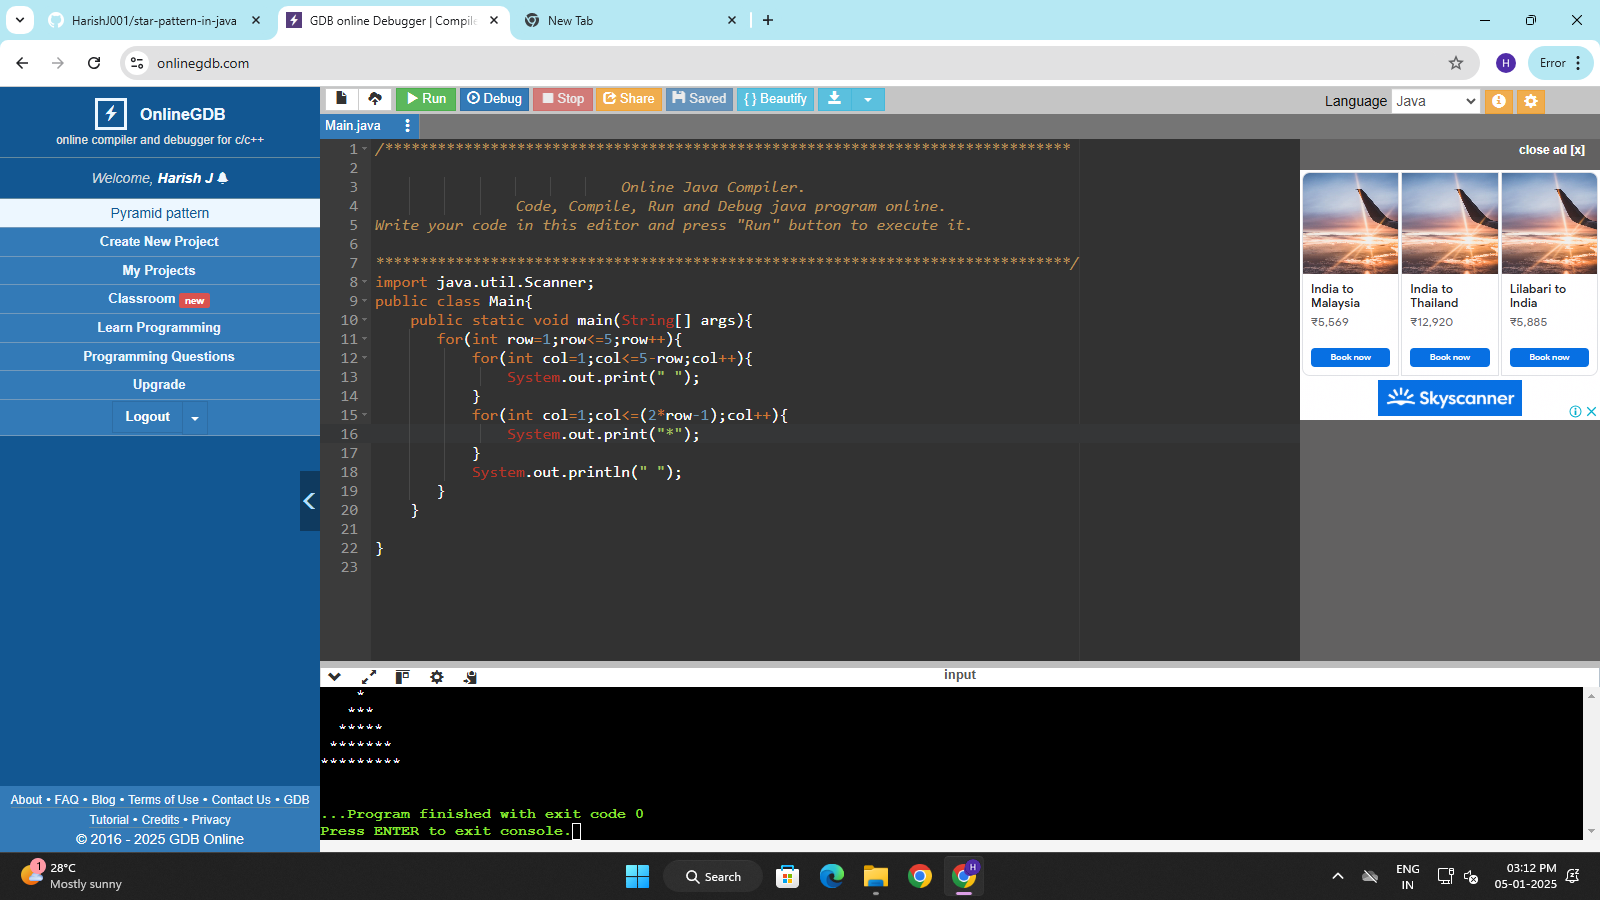 HarishJ001/star-pattern-in-java
GDB online Debugger | Compile
New Tab
onlinegdb.com
H
Error
OnlineGDB
online compiler and debugger for c/c++
Welcome, Harish J
Pyramid pattern
Create New Project
My Projects
Classroom new
Learn Programming
Programming Questions
Upgrade
Logout
About • FAQ • Blog • Terms of Use • Contact Us • GDB
Tutorial • Credits • Privacy
© 2016 - 2025 GDB Online
Run Debug Stop Share Saved { } Beautify
Language Java
Main.java
1 /******************************************************************************
2
3 Online Java Compiler.
4 Code, Compile, Run and Debug java program online.
5 Write your code in this editor and press "Run" button to execute it.
6
7 *******************************************************************************/
8 import java.util.Scanner;
9 public class Main{
10 public static void main(String[] args){
11 for(int row=1;row<=5;row++){
12 for(int col=1;col<=5-row;col++){
13 System.out.print(" ");
14 }
15 for(int col=1;col<=(2*row-1);col++){
16 System.out.print("*");
17 }
18 System.out.println(" ");
19 }
20 }
21
22 }
23
close ad [x]
India to Malaysia
₹5,569
Book now
India to Thailand
₹12,920
Book now
Lilabari to India
₹5,885
Book now
Skyscanner
input
*
***
*****
*******
*********
...Program finished with exit code 0
Press ENTER to exit console.
1
28°C
Mostly sunny
Search
H
ENG
IN
03:12 PM
05-01-2025